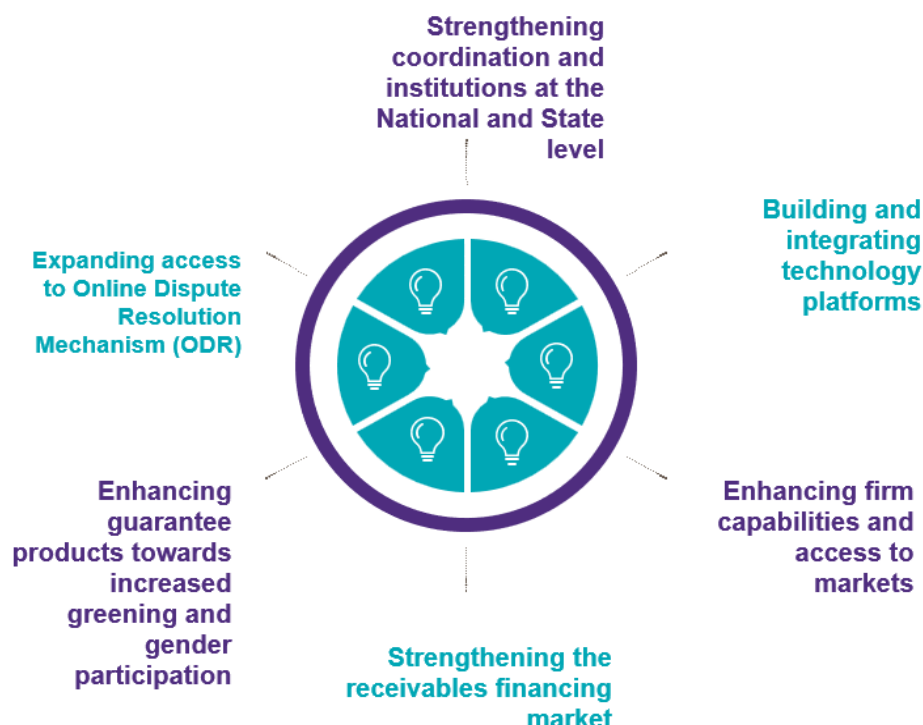 Strengthening
coordination and
institutions at the
National and State
level
Building and
integrating
technology
platforms
Expanding access
to Online Dispute
Resolution
Mechanism (ODR)
Enhancing
guarantee
products towards
increased
greening and
gender
participation
Enhancing firm
capabilities and
access to
markets
Strengthening the
receivables financing
market